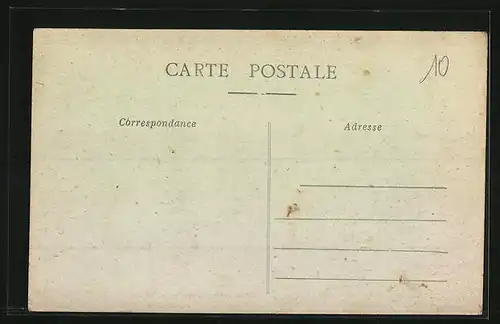 CARTE POSTALE
10
Correspondance
Adresse